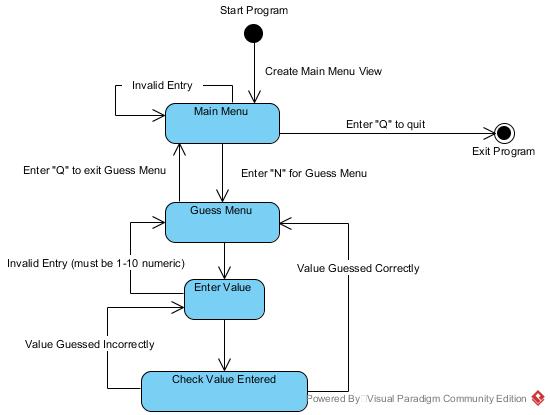 Start Program
Create Main Menu View
Invalid Entry
Main Menu
Enter "Q" to quit
Exit Program
Enter "Q" to exit Guess Menu
Enter "N" for Guess Menu
Guess Menu
Invalid Entry (must be 1-10 numeric)
Value Guessed Correctly
Enter Value
Value Guessed Incorrectly
Check Value Entered
Powered By Visual Paradigm Community Edition